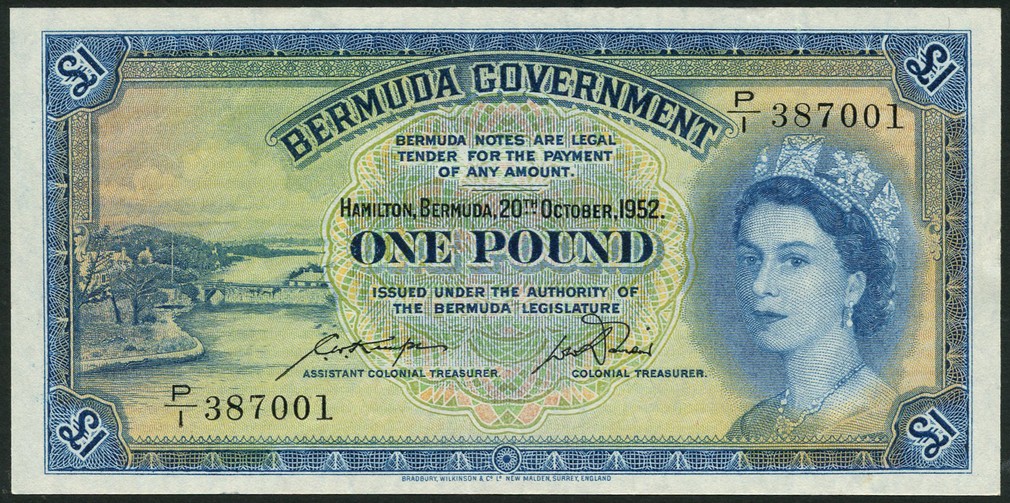 £1
£1
BERMUDA GOVERNMENT
P/1 387001
BERMUDA NOTES ARE LEGAL
TENDER FOR THE PAYMENT
OF ANY AMOUNT.
HAMILTON, BERMUDA, 20TH OCTOBER, 1952.
ONE POUND
ISSUED UNDER THE AUTHORITY OF
THE BERMUDA LEGISLATURE
ASSISTANT COLONIAL TREASURER.
COLONIAL TREASURER.
P/1 387001
£1
£1
BRADBURY, WILKINSON & Co. Ld. NEW MALDEN, SURREY, ENGLAND